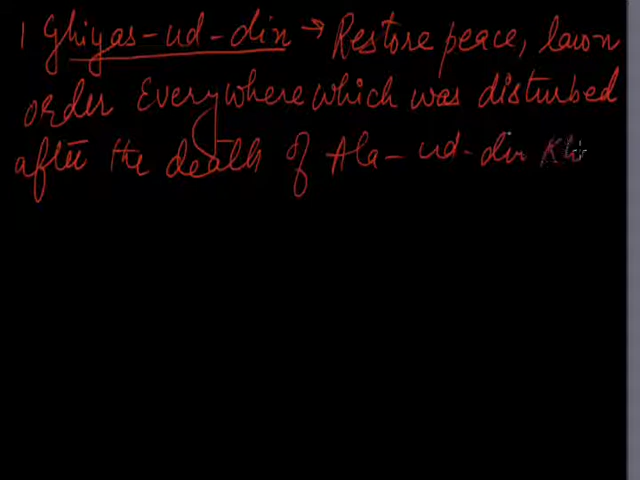 1 Ghiyas-ud-din → Restore peace, law n
order Everywhere which was disturbed
after the death of Ala-ud-din Kh